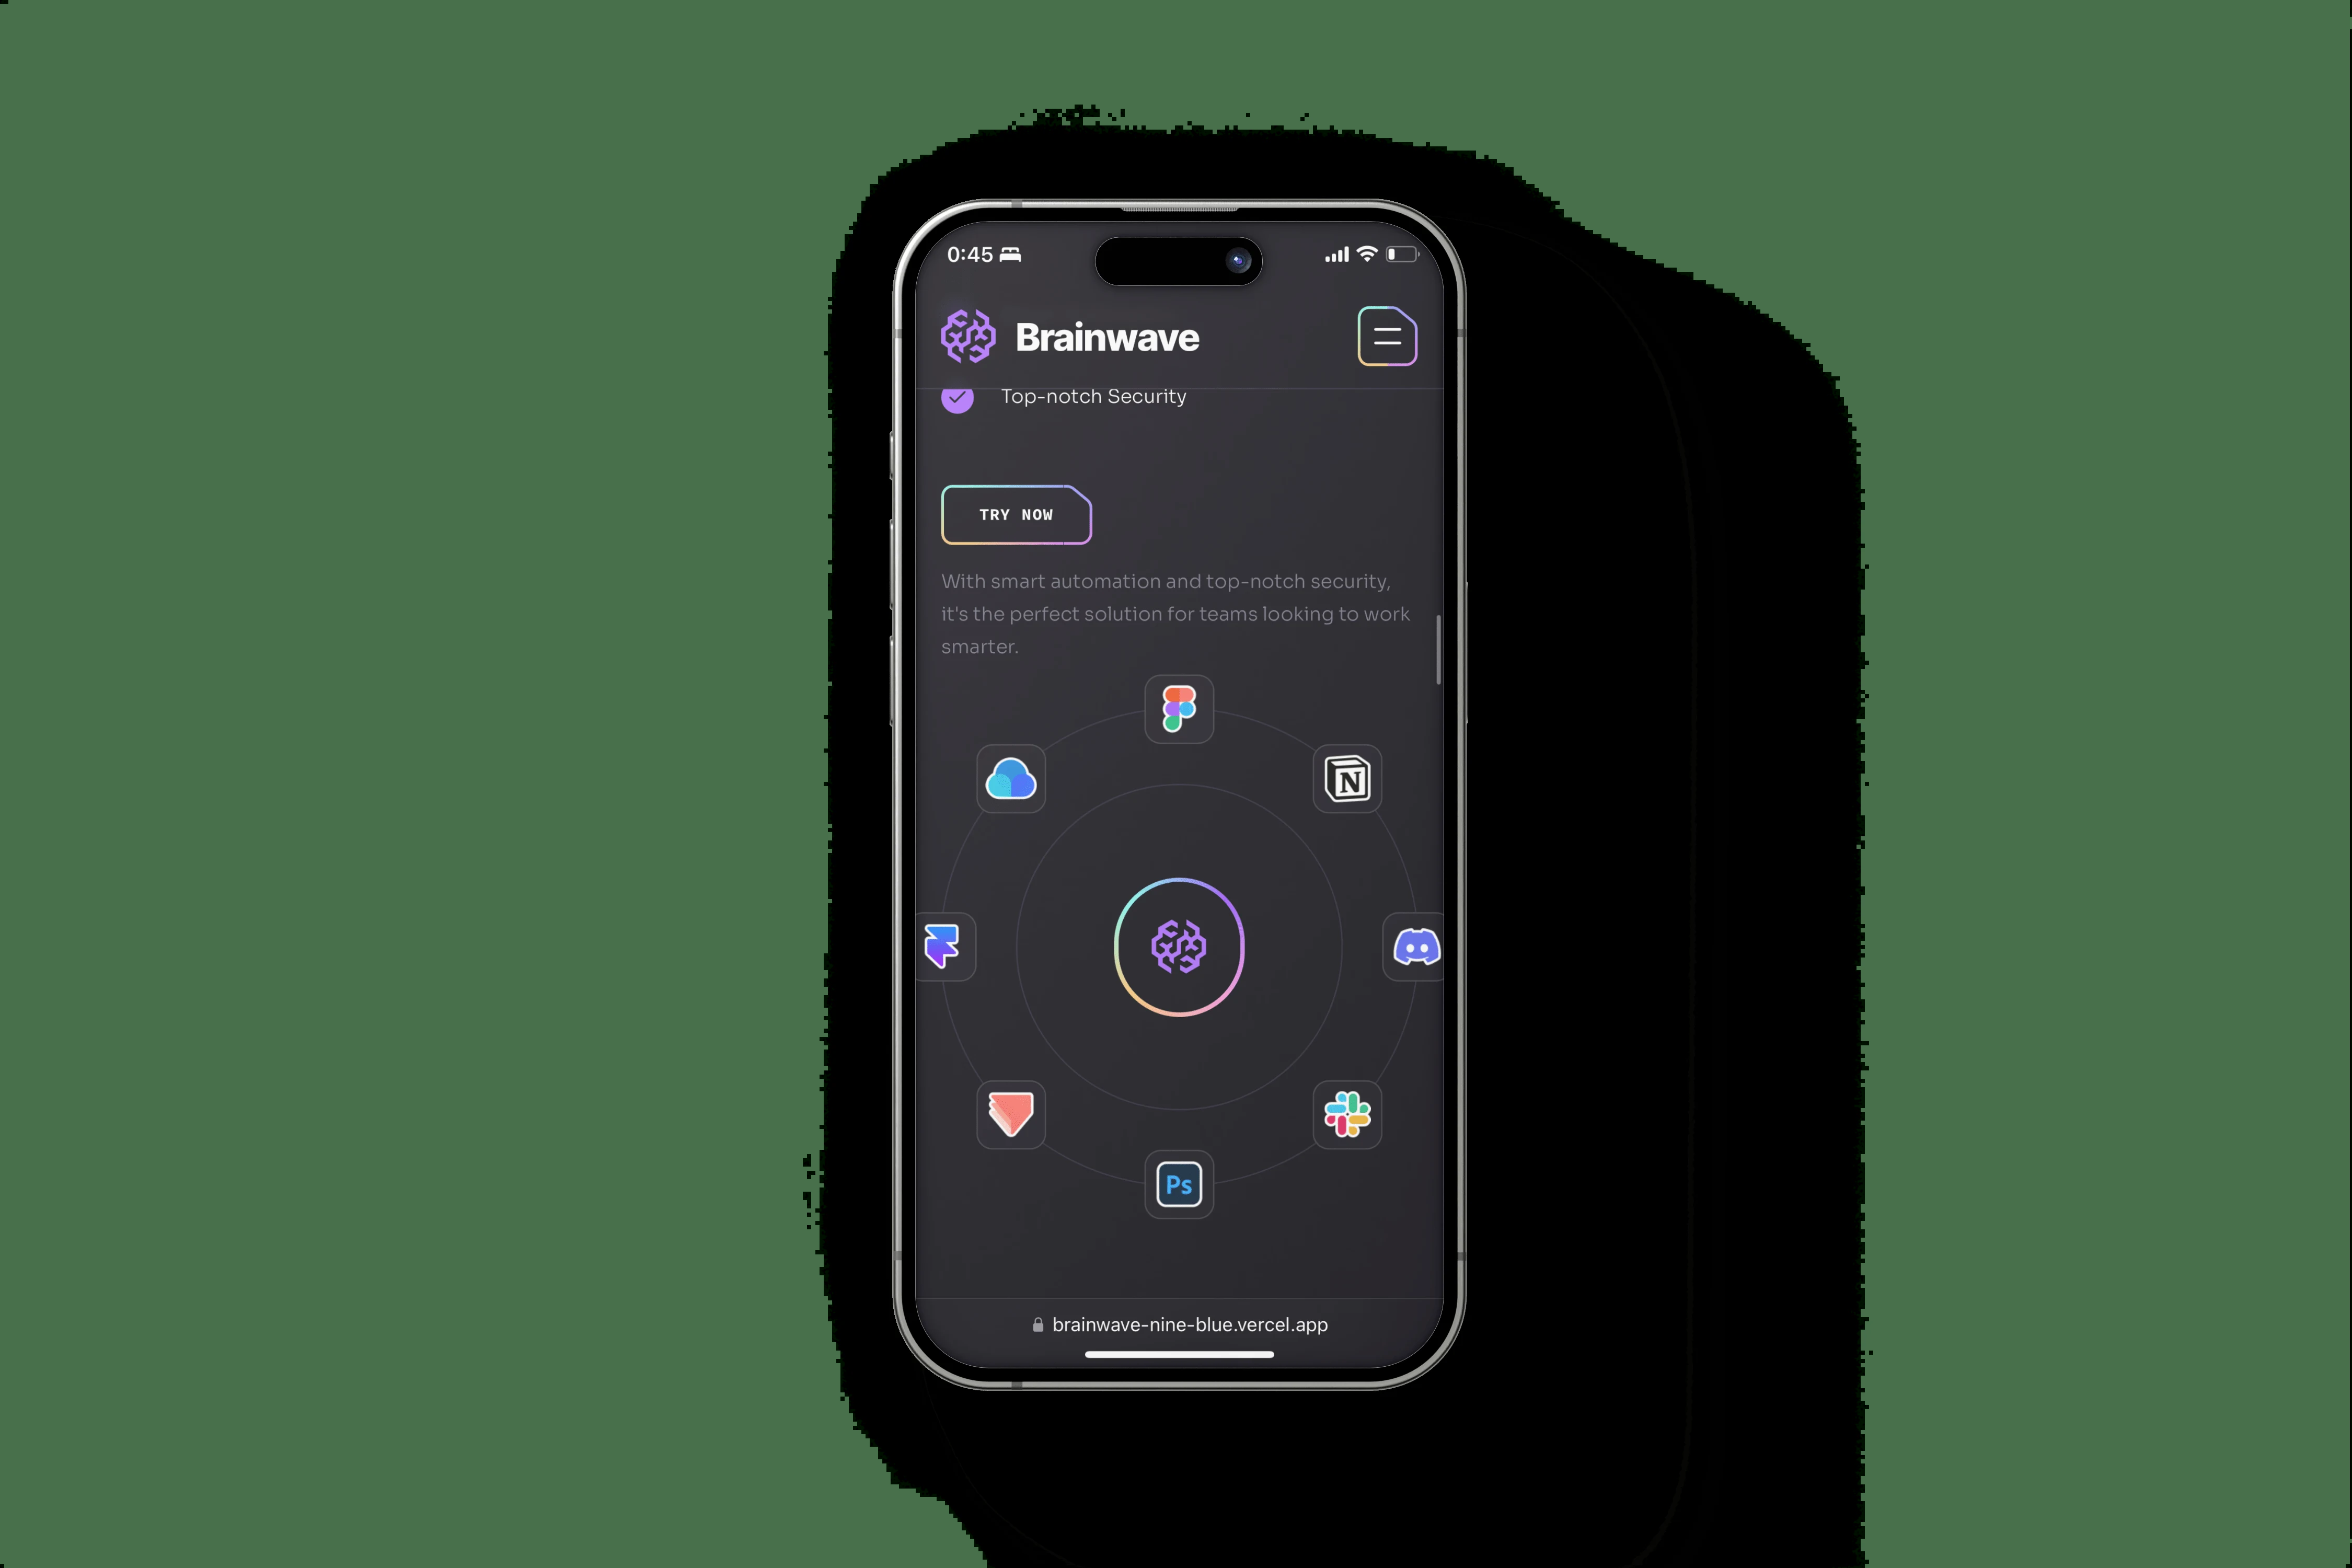 0:45
Brainwave
Top-notch Security
TRY NOW
With smart automation and top-notch security,
it's the perfect solution for teams looking to work
smarter.
N
Ps
brainwave-nine-blue.vercel.app